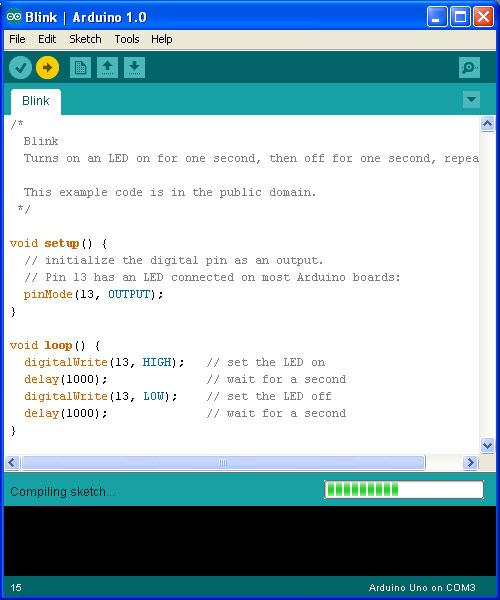 Blink | Arduino 1.0
File Edit Sketch Tools Help
Blink
/*
  Blink
  Turns on an LED on for one second, then off for one second, repea

  This example code is in the public domain.
 */

void setup() {
  // initialize the digital pin as an output.
  // Pin 13 has an LED connected on most Arduino boards:
  pinMode(13, OUTPUT);
}

void loop() {
  digitalWrite(13, HIGH);   // set the LED on
  delay(1000);              // wait for a second
  digitalWrite(13, LOW);    // set the LED off
  delay(1000);              // wait for a second
}
Compiling sketch...
15 Arduino Uno on COM3